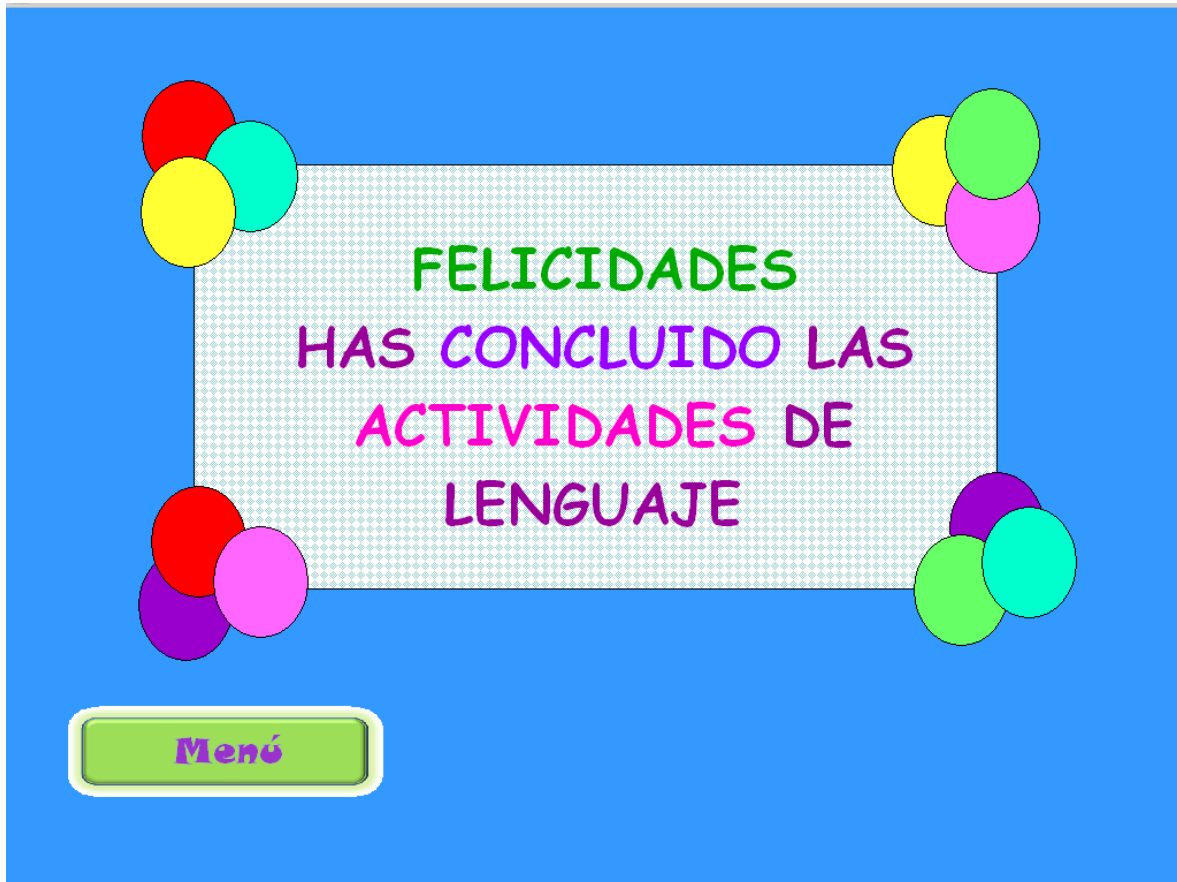 FELICIDADES
HAS CONCLUIDO LAS
ACTIVIDADES DE
LENGUAJE
Menú